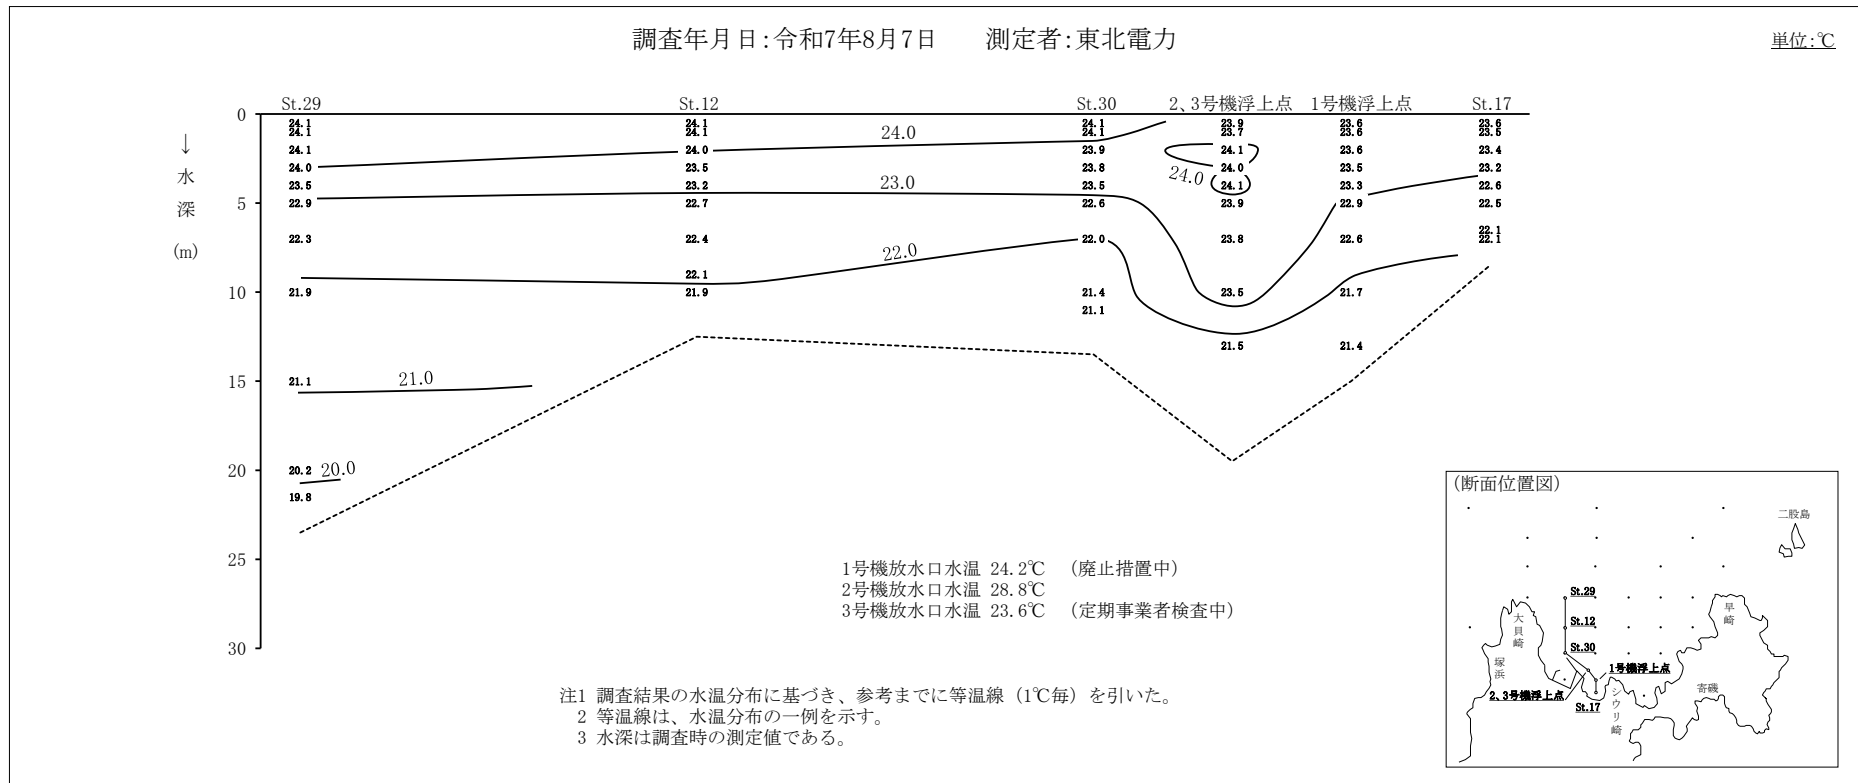 調査年月日:令和7年8月7日　測定者:東北電力
単位:℃
St.29 St.12 St.30 2、3号機浮上点 1号機浮上点 St.17
0
24.1 24.1 24.1 23.9 23.6 23.6
24.1 24.1 24.1 23.7 23.6 23.5
24.0
↓
24.1 24.0 23.9 24.1 23.6 23.4
24.0 23.5 23.8 24.0 23.5 23.2
水
24.0
23.5 23.2 23.5 24.1 23.3 22.6
23.0
5
22.9 22.7 22.6 23.9 22.9 22.5
深
22.1
22.3 22.4 22.0 23.8 22.6 22.1
(m)
22.0
22.1
10
21.9 21.9 21.4 23.5 21.7
21.1
21.5 21.4
15
21.1
21.0
20
20.2
20.0
19.8
25
30
1号機放水口水温 24.2℃ （廃止措置中）
2号機放水口水温 28.8℃
3号機放水口水温 23.6℃ （定期事業者検査中）
注1 調査結果の水温分布に基づき、参考までに等温線（1℃毎）を引いた。
2 等温線は、水温分布の一例を示す。
3 水深は調査時の測定値である。
(断面位置図)
二股島
St.29
早崎
大貝崎
St.12
St.30
塚浜
1号機浮上点
2、3号機浮上点
寄磯
St.17
シウリ崎